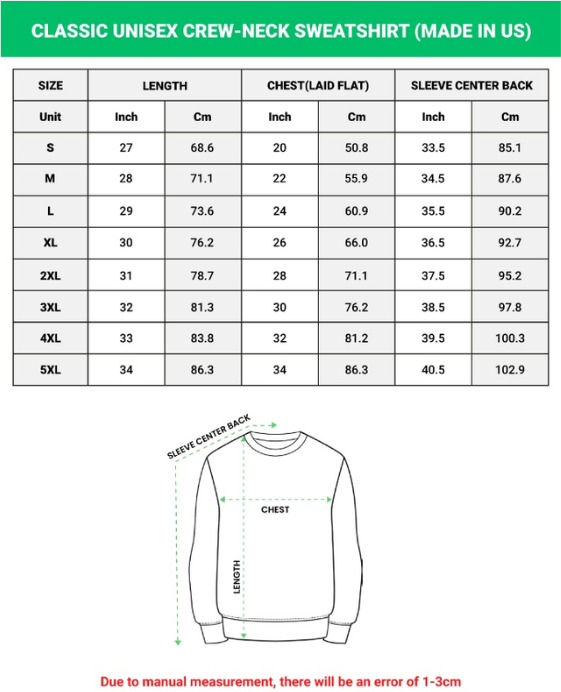 CLASSIC UNISEX CREW-NECK SWEATSHIRT (MADE IN US)
SIZE LENGTH CHEST(LAID FLAT) SLEEVE CENTER BACK
Unit Inch Cm Inch Cm Inch Cm
S 27 68.6 20 50.8 33.5 85.1
M 28 71.1 22 55.9 34.5 87.6
L 29 73.6 24 60.9 35.5 90.2
XL 30 76.2 26 66.0 36.5 92.7
2XL 31 78.7 28 71.1 37.5 95.2
3XL 32 81.3 30 76.2 38.5 97.8
4XL 33 83.8 32 81.2 39.5 100.3
5XL 34 86.3 34 86.3 40.5 102.9
SLEEVE CENTER BACK
CHEST
LENGTH
Due to manual measurement, there will be an error of 1-3cm